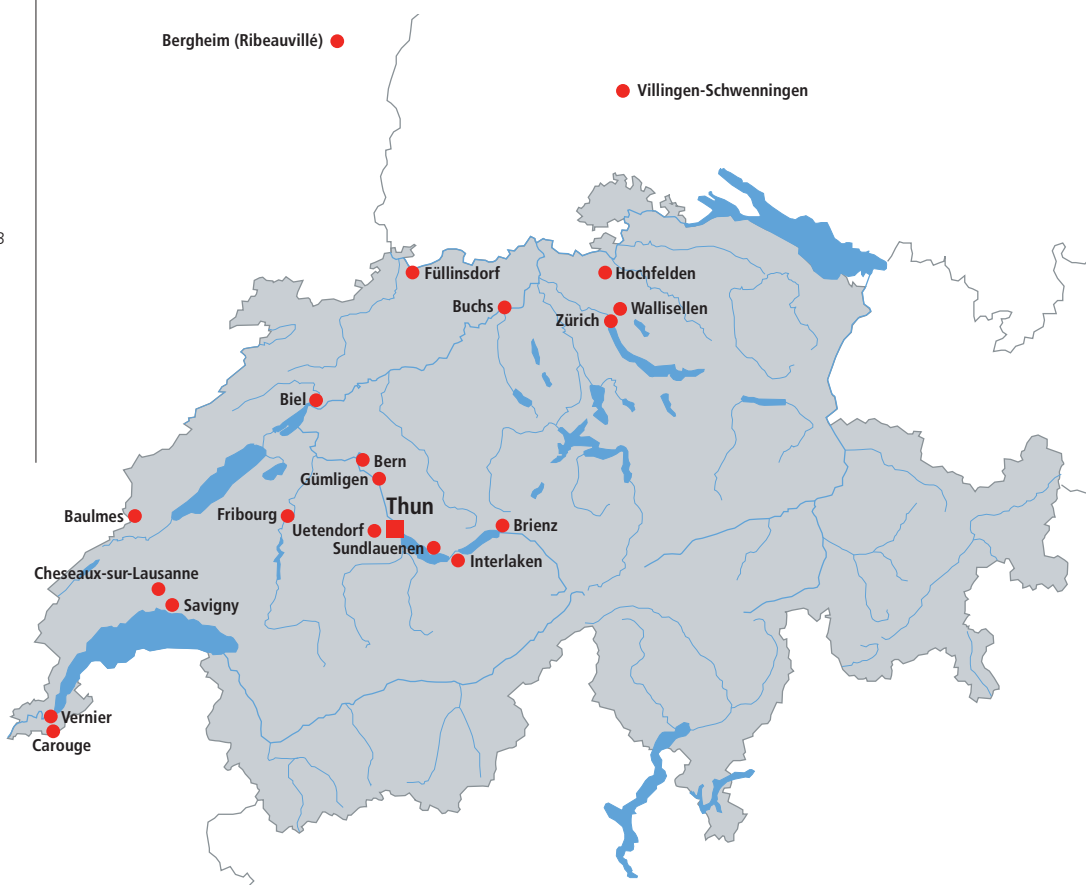 Bergheim (Ribeauvillé)
Villingen-Schwenningen
3
Füllinsdorf
Hochfelden
Buchs
Wallisellen
Zürich
Biel
Bern
Gümligen
Thun
Baulmes
Fribourg
Uetendorf
Brienz
Sundlauenen
Interlaken
Cheseaux-sur-Lausanne
Savigny
Vernier
Carouge